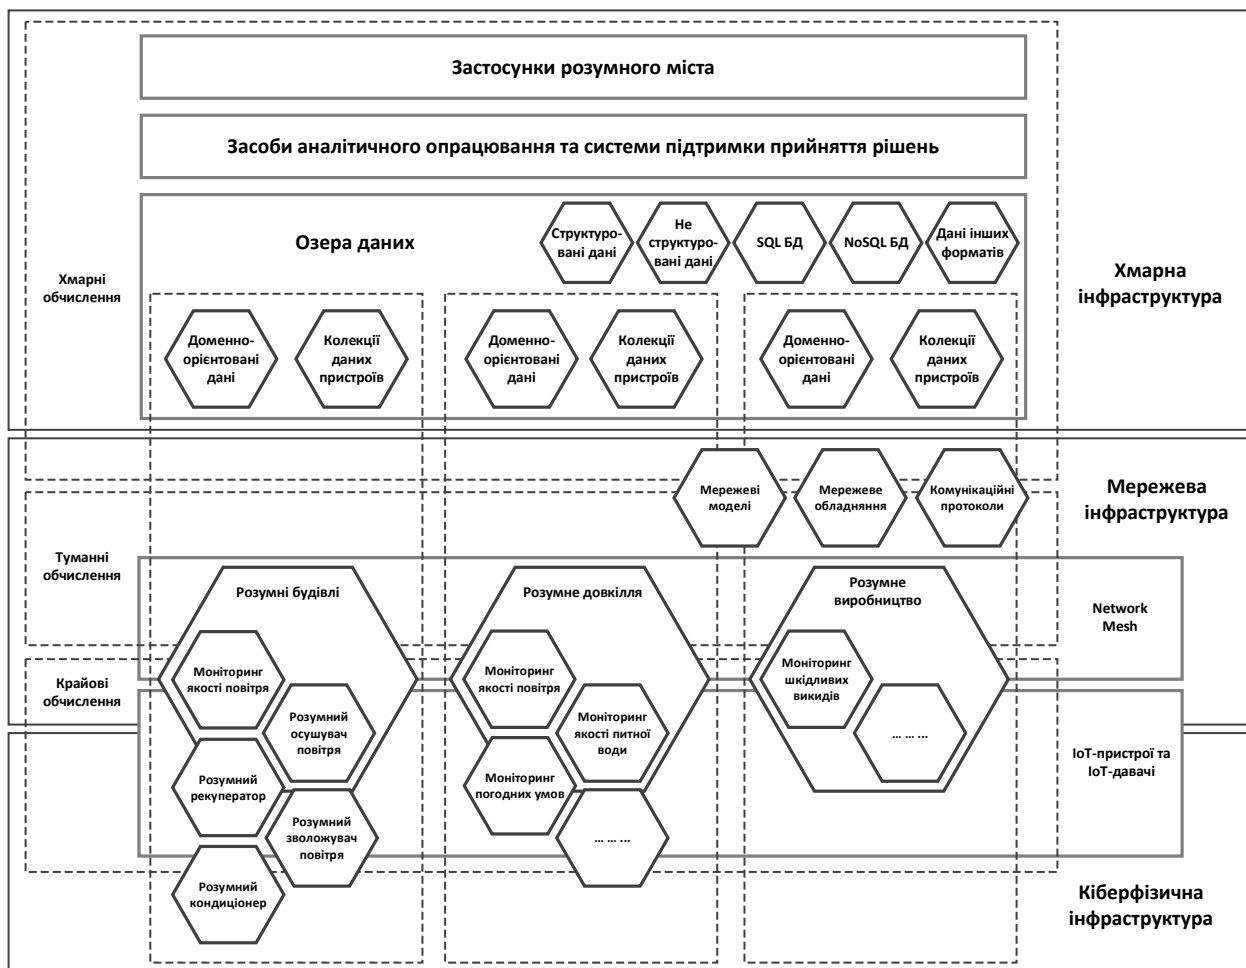 Застосунки розумного міста
Засоби аналітичного опрацювання та системи підтримки прийняття рішень
Озера даних
Структуро-
вані дані
Не
структуро-
вані дані
SQL БД
NoSQL БД
Дані інших
форматів
Хмарні
обчислення
Хмарна
інфраструктура
Доменно-
орієнтовані
дані
Колекції
даних
пристроїв
Доменно-
орієнтовані
дані
Колекції
даних
пристроїв
Доменно-
орієнтовані
дані
Колекції
даних
пристроїв
Мережеві
моделі
Мережеве
обладняння
Комунікаційні
протоколи
Мережева
інфраструктура
Туманні
обчислення
Розумні будівлі
Розумне довкілля
Розумне
виробництво
Network
Mesh
Крайові
обчислення
Моніторинг
якості повітря
Розумний
осушувач
повітря
Розумний
рекуператор
Розумний
зволожувач
повітря
Розумний
кондиціонер
Моніторинг
якості повітря
Моніторинг
якості питної
води
Моніторинг
погодних умов
... ... ...
Моніторинг
шкідливих
викидів
... ... ...
ІоТ-пристрої та
ІоТ-давачі
Кіберфізична
інфраструктура